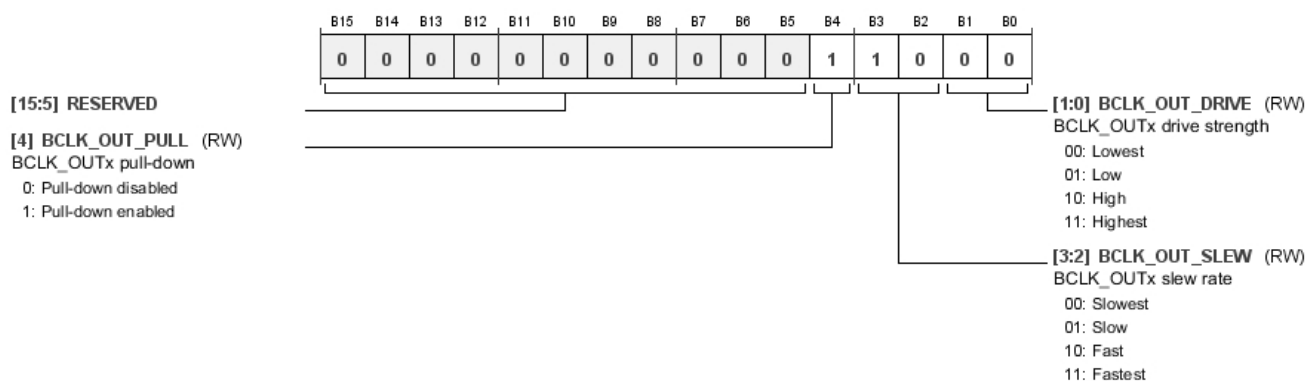 B15 B14 B13 B12 B11 B10 B9 B8 B7 B6 B5 B4 B3 B2 B1 B0
0 0 0 0 0 0 0 0 0 0 0 1 1 0 0 0
[15:5] RESERVED
[4] BCLK_OUT_PULL (RW)
BCLK_OUTx pull-down
0: Pull-down disabled
1: Pull-down enabled
[1:0] BCLK_OUT_DRIVE (RW)
BCLK_OUTx drive strength
00: Lowest
01: Low
10: High
11: Highest
[3:2] BCLK_OUT_SLEW (RW)
BCLK_OUTx slew rate
00: Slowest
01: Slow
10: Fast
11: Fastest